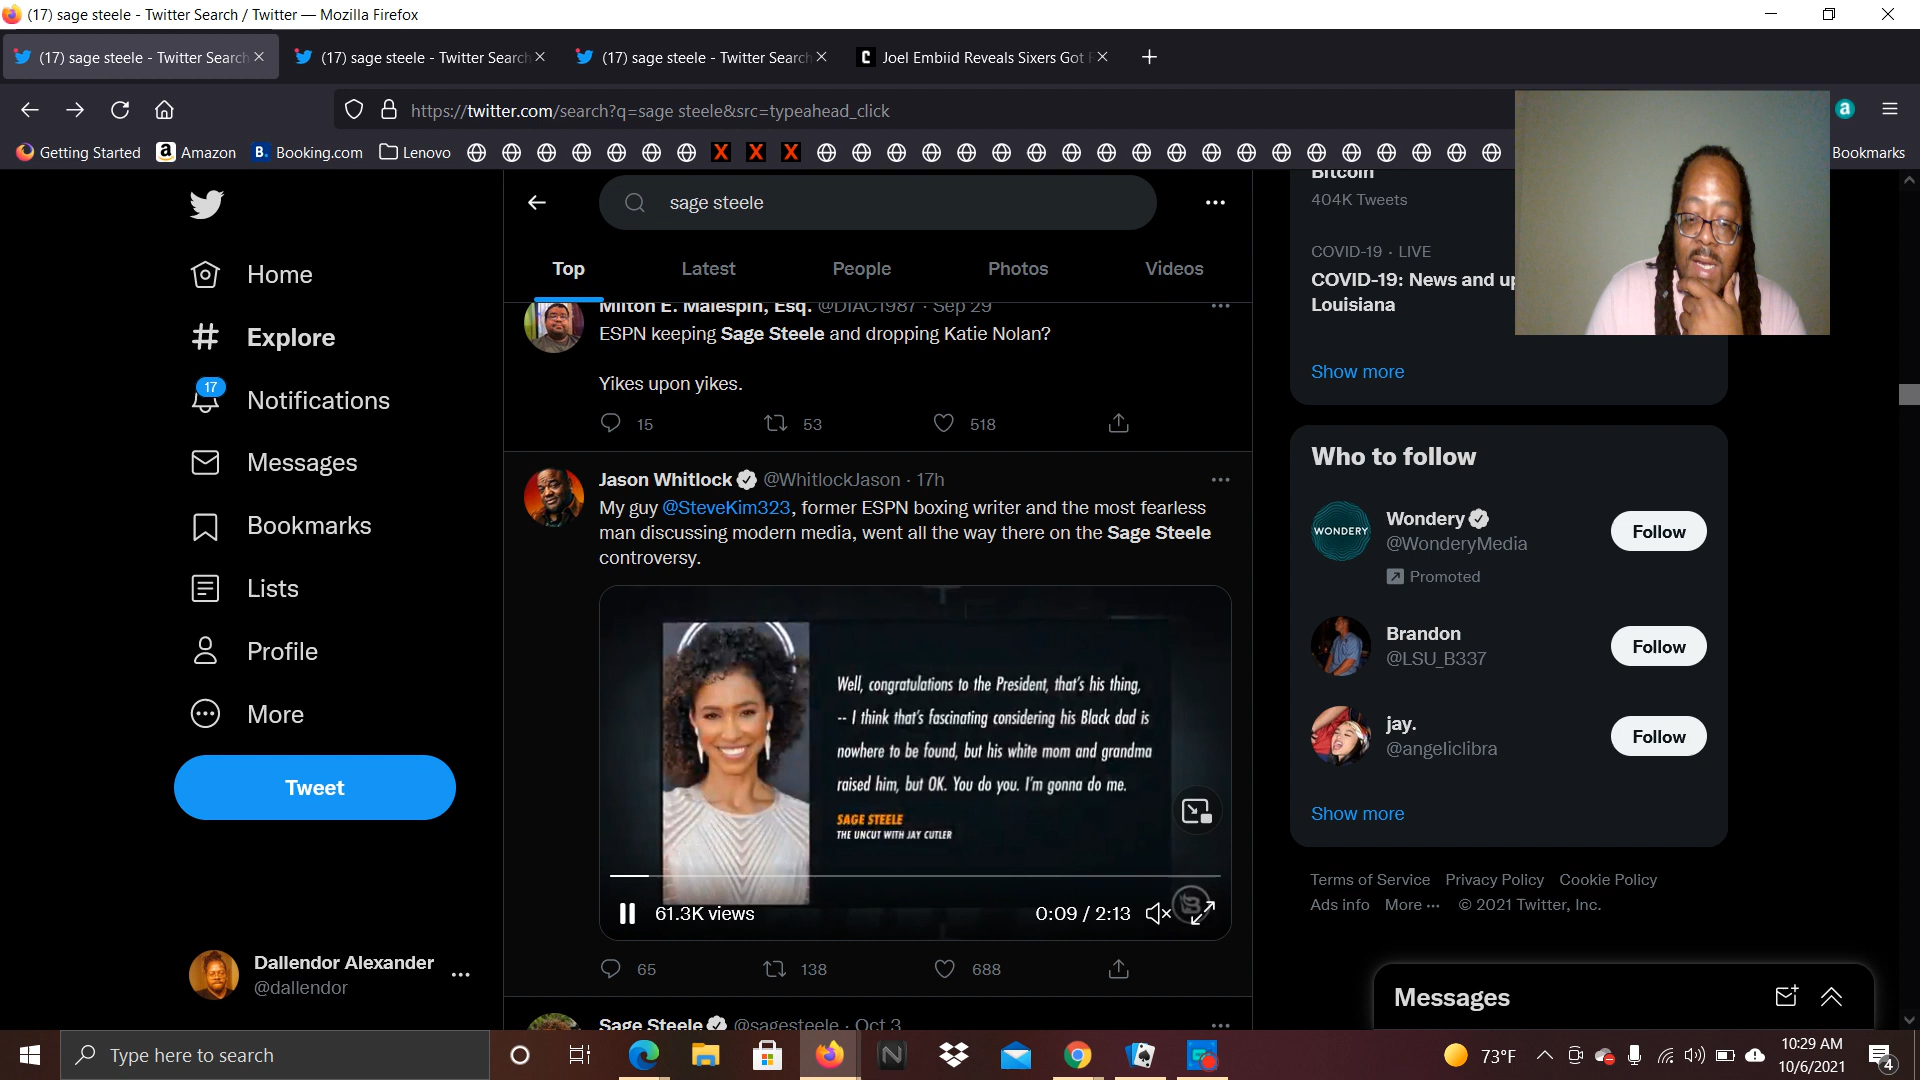 (17) sage steele - Twitter Search / Twitter — Mozilla Firefox
(17) sage steele - Twitter Search
(17) sage steele - Twitter Search
(17) sage steele - Twitter Search
Joel Embiid Reveals Sixers Got
https://twitter.com/search?q=sage steele&src=typeahead_click
Getting Started
Amazon
B.
Booking.com
Lenovo
X
X
X
Bookmarks
sage steele
Top
Latest
People
Photos
Videos
Home
Explore
17
Notifications
Messages
Bookmarks
Lists
Profile
More
Tweet
Dallendor Alexander
@dallendor
Milton E. Malespin, Esq. @DIAC1987 · Sep 29
ESPN keeping Sage Steele and dropping Katie Nolan?
Yikes upon yikes.
15
53
518
Jason Whitlock @WhitlockJason · 17h
My guy @SteveKim323, former ESPN boxing writer and the most fearless
man discussing modern media, went all the way there on the Sage Steele
controversy.
Well, congratulations to the President, that's his thing,
-- I think that's fascinating considering his Black dad is
nowhere to be found, but his white mom and grandma
raised him, but OK. You do you. I'm gonna do me.
SAGE STEELE
THE UNCUT WITH JAY CUTLER
61.3K views
0:09 / 2:13
65
138
688
Sage Steele @sagesteele · Oct 3
Bitcoin
404K Tweets
COVID-19 · LIVE
COVID-19: News and up
Louisiana
Show more
Who to follow
WONDERY
Wondery
@WonderyMedia
Promoted
Follow
Brandon
@LSU_B337
Follow
jay.
@angeliclibra
Follow
Show more
Terms of Service
Privacy Policy
Cookie Policy
Ads info
More ···
© 2021 Twitter, Inc.
Messages
Type here to search
73°F
10:29 AM
10/6/2021
4